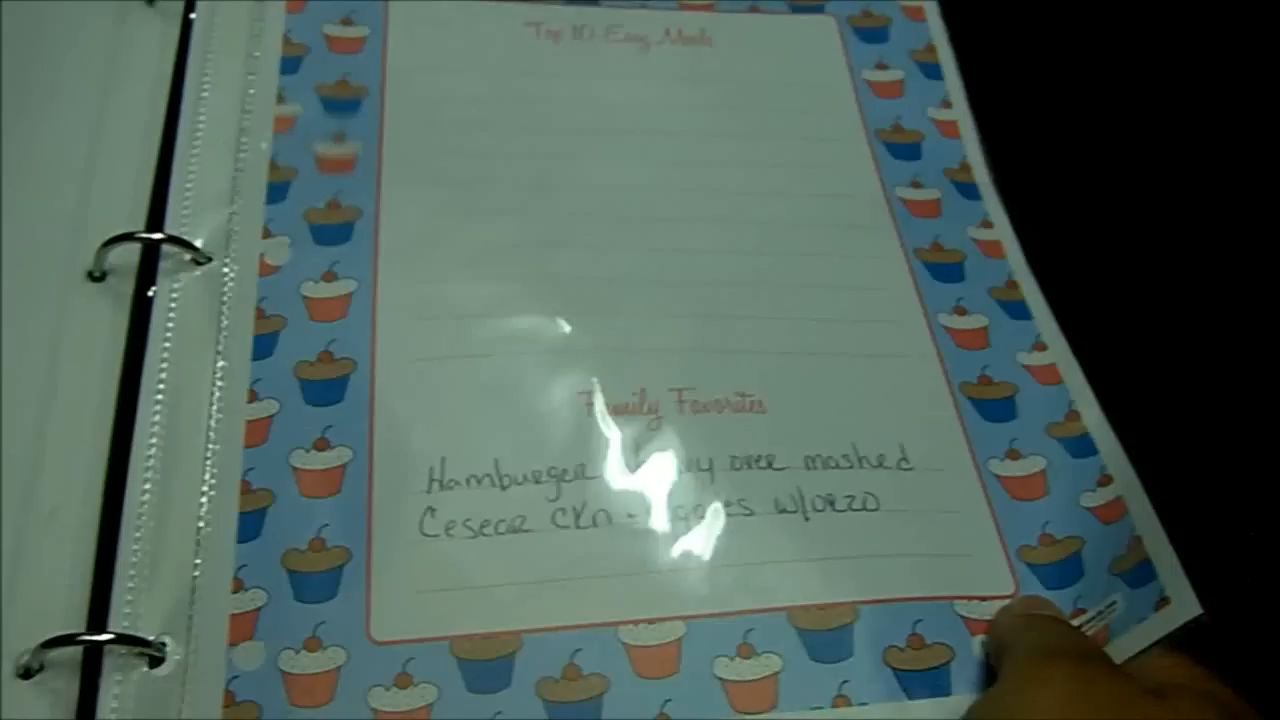 Top 10 Easy Meals
Family Favorites
Hamburger over mashed
Cesear CKn - w/orzo